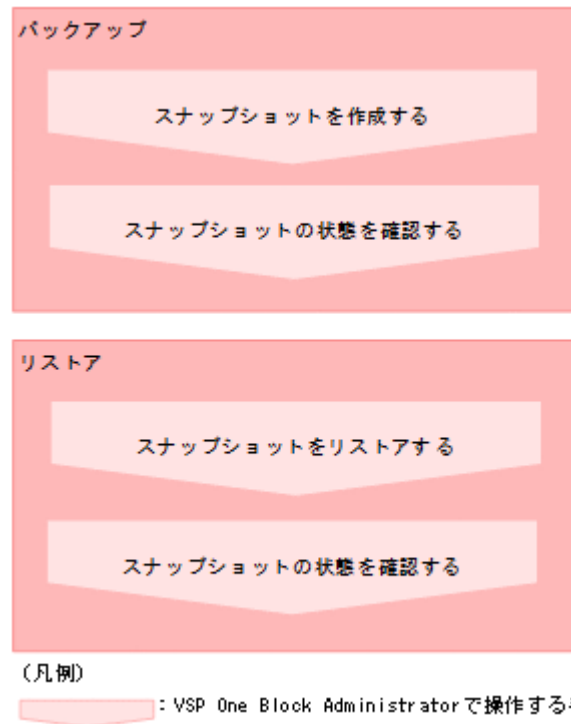 バックアップ
スナップショットを作成する
スナップショットの状態を確認する
リストア
スナップショットをリストアする
スナップショットの状態を確認する
(凡例)
：VSP One Block Administratorで操作する